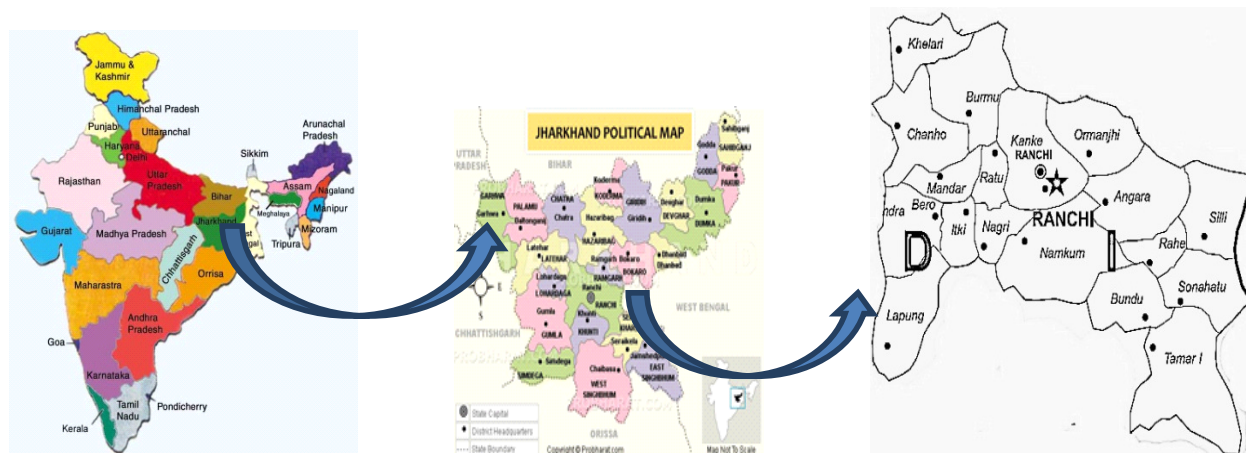 Jammu &
Kashmir
Himanchal Pradesh
Punjab
Uttaranchal
Haryana
Delhi
Arunachal
Pradesh
Sikkim
Rajasthan
Uttar
Pradesh
Bihar
Assam
Nagaland
Meghalaya
Manipur
Jharkhand
Gujarat
Madhya Pradesh
Tripura
Mizoram
Chhattisgarh
Maharastra
Orrisa
Andhra
Pradesh
Goa
Karnataka
Tamil
Nadu
Pondicherry
Kerala
JHARKHAND POLITICAL MAP
UTTAR
PRADESH
BIHAR
Sahibganj
SAHIBGANJ
Godda
GODDA
Pakur
PAKUR
GARHWA
Garhwa
PALAMU
Daltonganj
CHATRA
Chatra
Koderma
KODERMA
Hazaribag
HAZARIBAG
GIRIDIH
Giridih
Deoghar
DEVGHAR
Dumka
DUMKA
Latehar
LATEHAR
Ramgarh
RAMGARH
Bokaro
BOKARO
Dhanbad
Dhanbad
Lohardaga
LOHARDAGA
Ranchi
RANCHI
Gumla
GUMLA
Khunti
KHUNTI
Seraikela
WEST BENGAL
CHHATTISGARH
E
S
Simdega
SIMDEGA
Chaibasa
WEST
SINGHBHUM
EAST
SINGHBHUM
ORISSA
State Capital
District Headquarters
State Boundary
Copyright © Probharat.com
Map Not To Scale
Khelari
Burmu
Chanho
Kanke
RANCHI
Ormanjhi
Mandar
Ratu
Angara
Bero
Itki
Nagri
RANCHI
Silli
D
I
Namkum
Rahe
Bundu
Sonahatu
Lapung
Tamar I